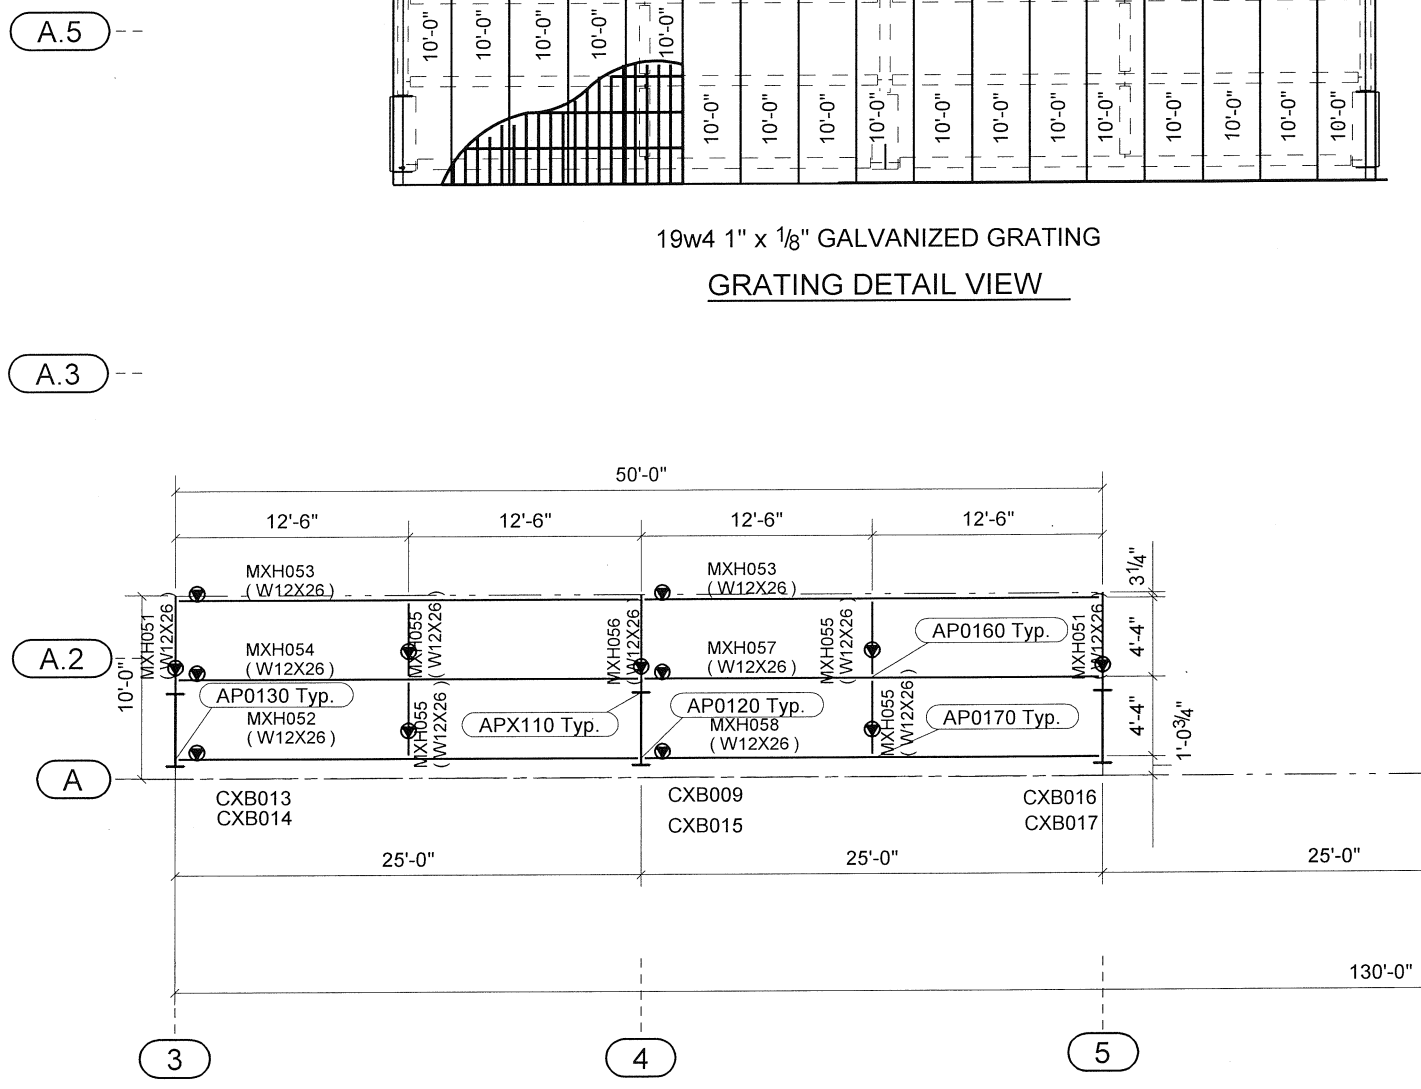 A.5
10'-0" 10'-0" 10'-0" 10'-0" 10'-0"
10'-0" 10'-0" 10'-0" 10'-0" 10'-0" 10'-0" 10'-0" 10'-0" 10'-0" 10'-0" 10'-0" 10'-0"
19w4 1" x 1/8" GALVANIZED GRATING
GRATING DETAIL VIEW
A.3
50'-0"
12'-6" 12'-6" 12'-6" 12'-6"
3 1/4"
MXH053
( W12X26 )
MXH053
( W12X26 )
MXH051
( W12X26 )
MXH055
( W12X26 )
MXH056
( W12X26 )
MXH055
( W12X26 )
AP0160 Typ.
MXH051
( W12X26 )
4'-4"
A.2
10'-0"
MXH054
( W12X26 )
MXH057
( W12X26 )
AP0130 Typ.
MXH052
( W12X26 )
MXH055
( W12X26 )
APX110 Typ.
AP0120 Typ.
MXH058
( W12X26 )
MXH055
( W12X26 )
AP0170 Typ.
4'-4"
1'-0 3/4"
A
CXB013
CXB014
CXB009
CXB015
CXB016
CXB017
25'-0" 25'-0" 25'-0"
130'-0"
3 4 5